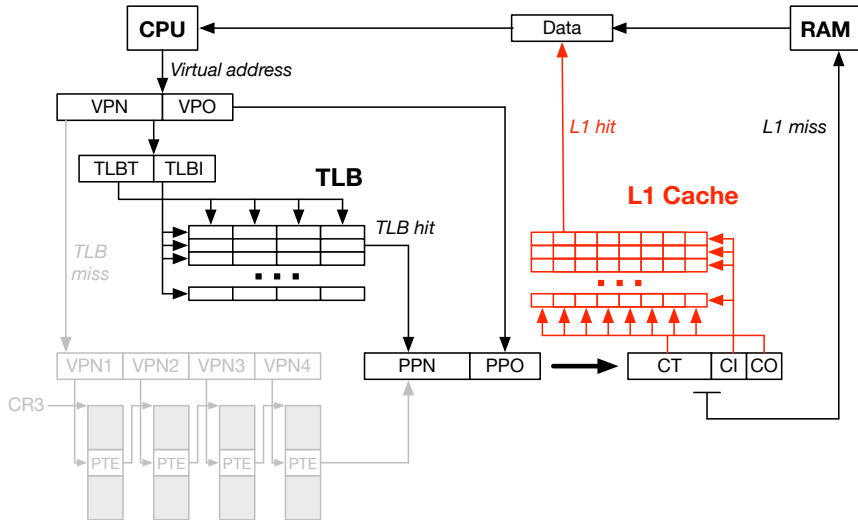 CPU
Data
RAM
Virtual address
VPN VPO
L1 hit
L1 miss
TLBT TLBI
TLB
L1 Cache
TLB hit
TLB
miss
VPN1 VPN2 VPN3 VPN4
PPN PPO
CT CI CO
CR3
PTE PTE PTE PTE